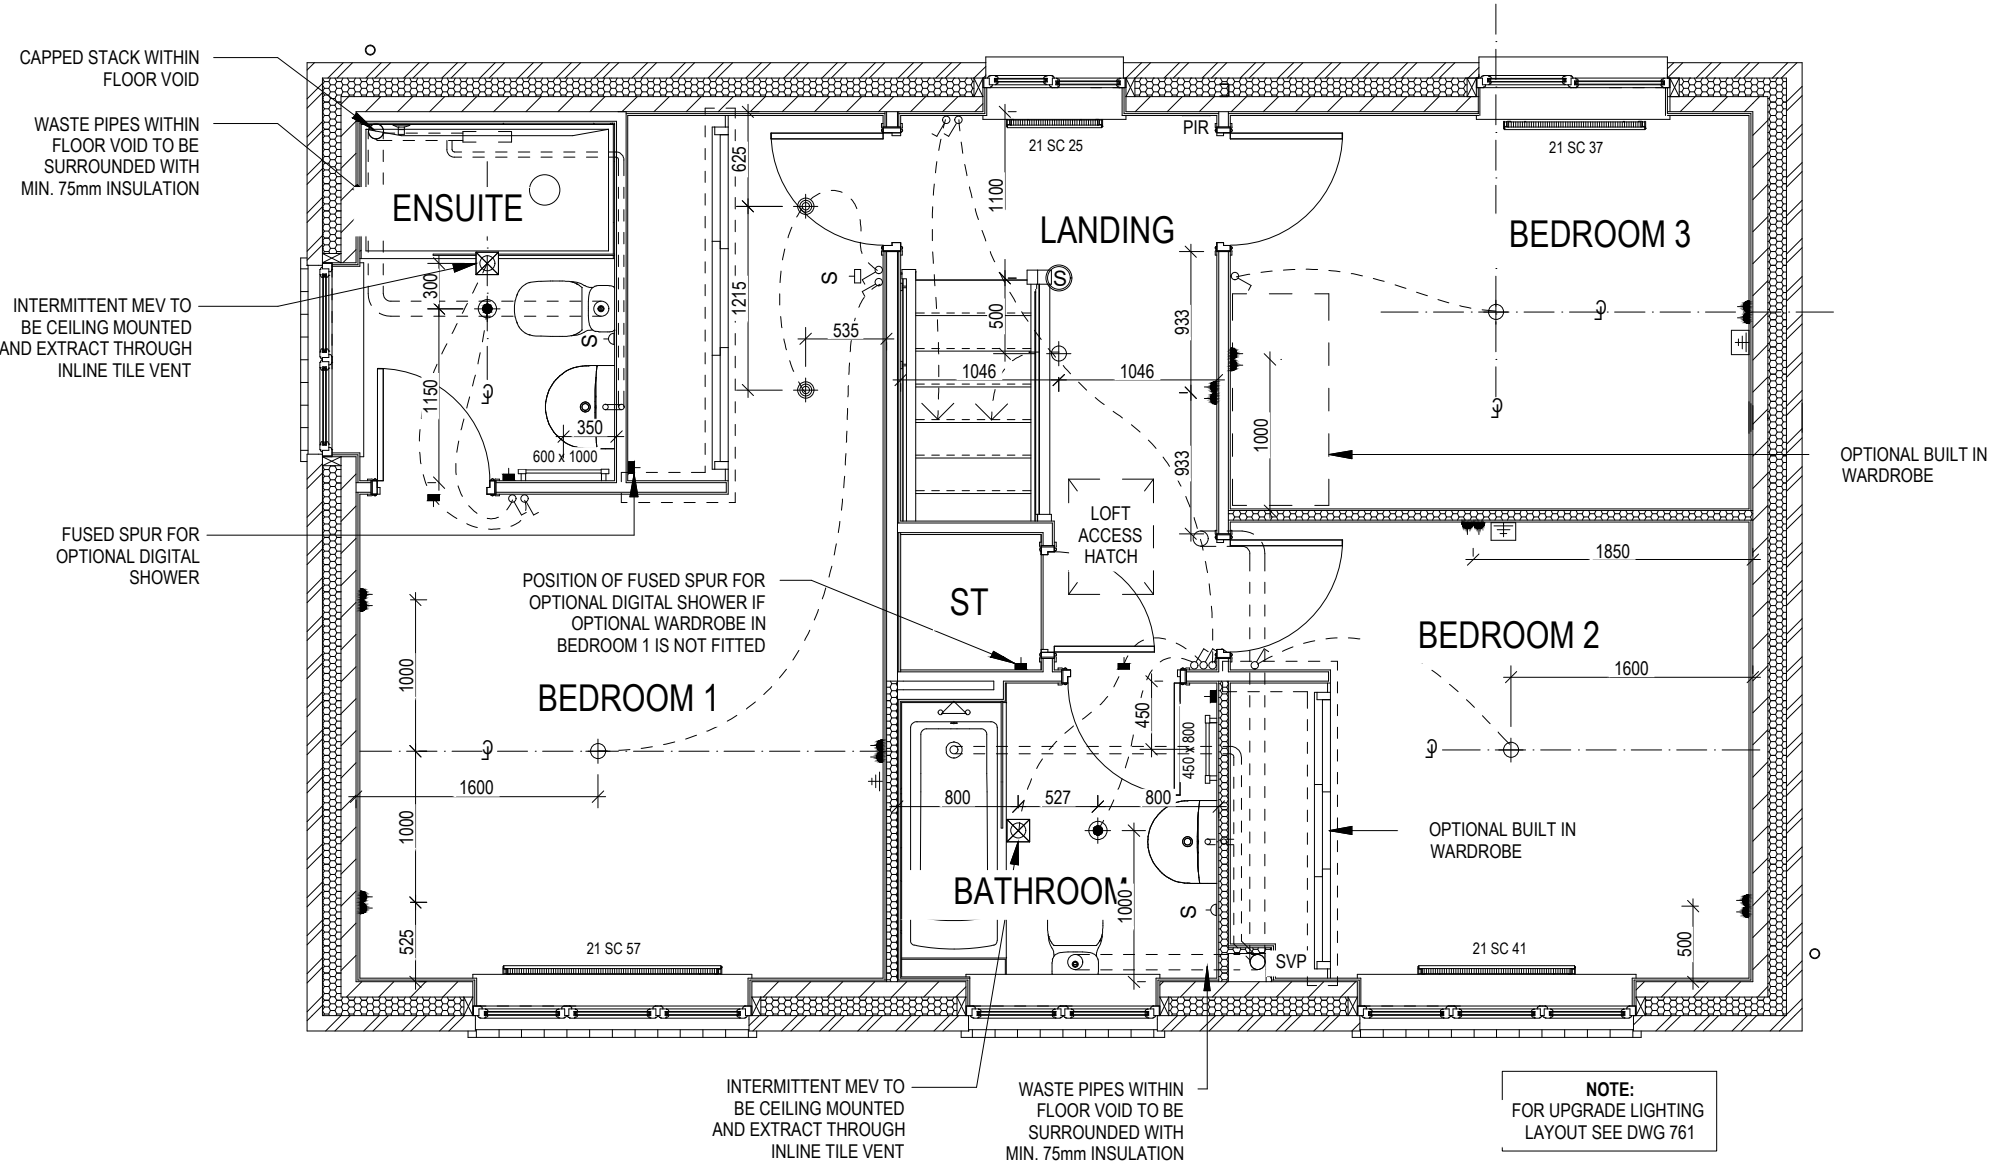 CAPPED STACK WITHIN
FLOOR VOID
WASTE PIPES WITHIN
FLOOR VOID TO BE
SURROUNDED WITH
MIN. 75mm INSULATION
INTERMITTENT MEV TO
BE CEILING MOUNTED
AND EXTRACT THROUGH
INLINE TILE VENT
FUSED SPUR FOR
OPTIONAL DIGITAL
SHOWER
ENSUITE
300
1150
350
600 x 1000
S
625
1215
535
S
PIR
21 SC 25
1100
LANDING
S
500
1046
1046
933
933
LOFT
ACCESS
HATCH
ST
21 SC 37
BEDROOM 3
1000
OPTIONAL BUILT IN
WARDROBE
1850
BEDROOM 2
1600
OPTIONAL BUILT IN
WARDROBE
500
21 SC 41
SVP
POSITION OF FUSED SPUR FOR
OPTIONAL DIGITAL SHOWER IF
OPTIONAL WARDROBE IN
BEDROOM 1 IS NOT FITTED
BEDROOM 1
1000
1600
1000
525
21 SC 57
450
450 x 800
800
527
800
BATHROOM
1000
S
INTERMITTENT MEV TO
BE CEILING MOUNTED
AND EXTRACT THROUGH
INLINE TILE VENT
WASTE PIPES WITHIN
FLOOR VOID TO BE
SURROUNDED WITH
MIN. 75mm INSULATION
NOTE:
FOR UPGRADE LIGHTING
LAYOUT SEE DWG 761